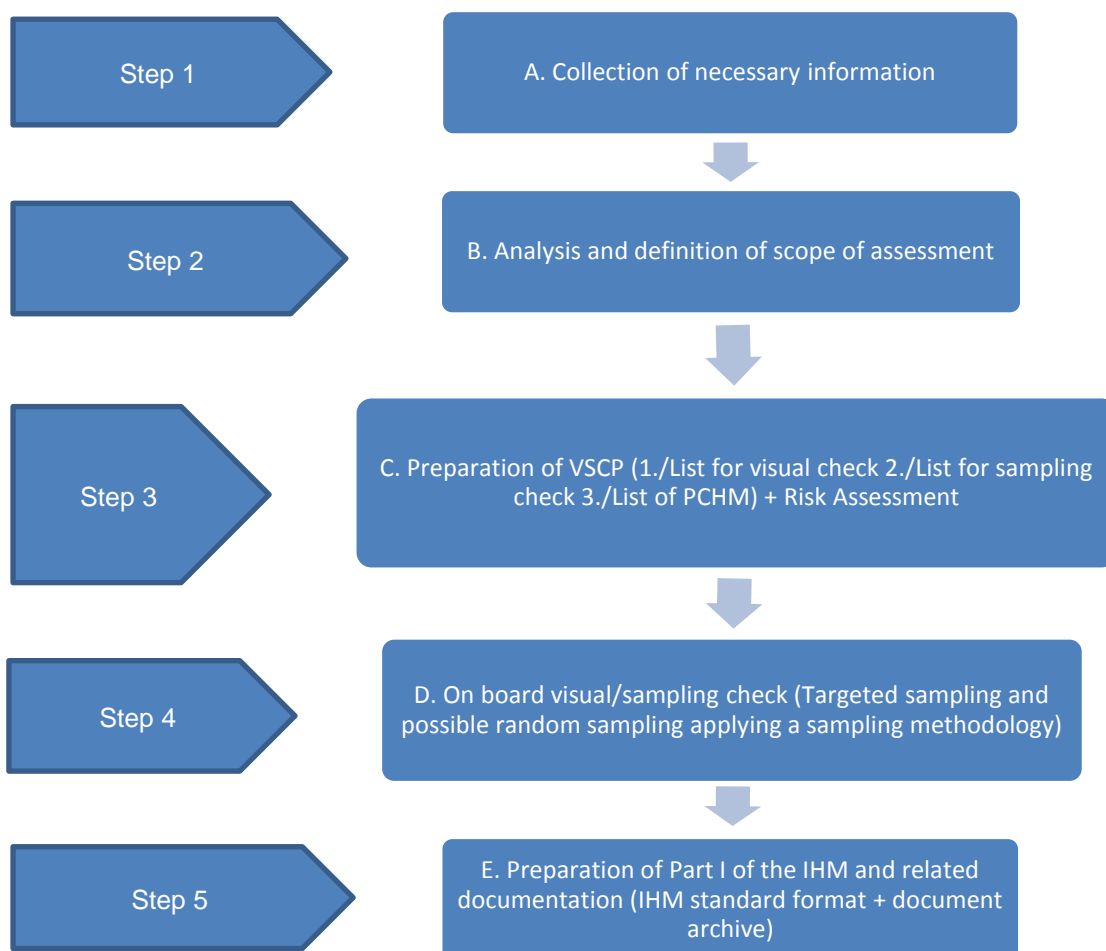 Step 1
A. Collection of necessary information
Step 2
B. Analysis and definition of scope of assessment
Step 3
C. Preparation of VSCP (1./List for visual check 2./List for sampling
check 3./List of PCHM) + Risk Assessment
Step 4
D. On board visual/sampling check (Targeted sampling and
possible random sampling applying a sampling methodology)
Step 5
E. Preparation of Part I of the IHM and related
documentation (IHM standard format + document
archive)